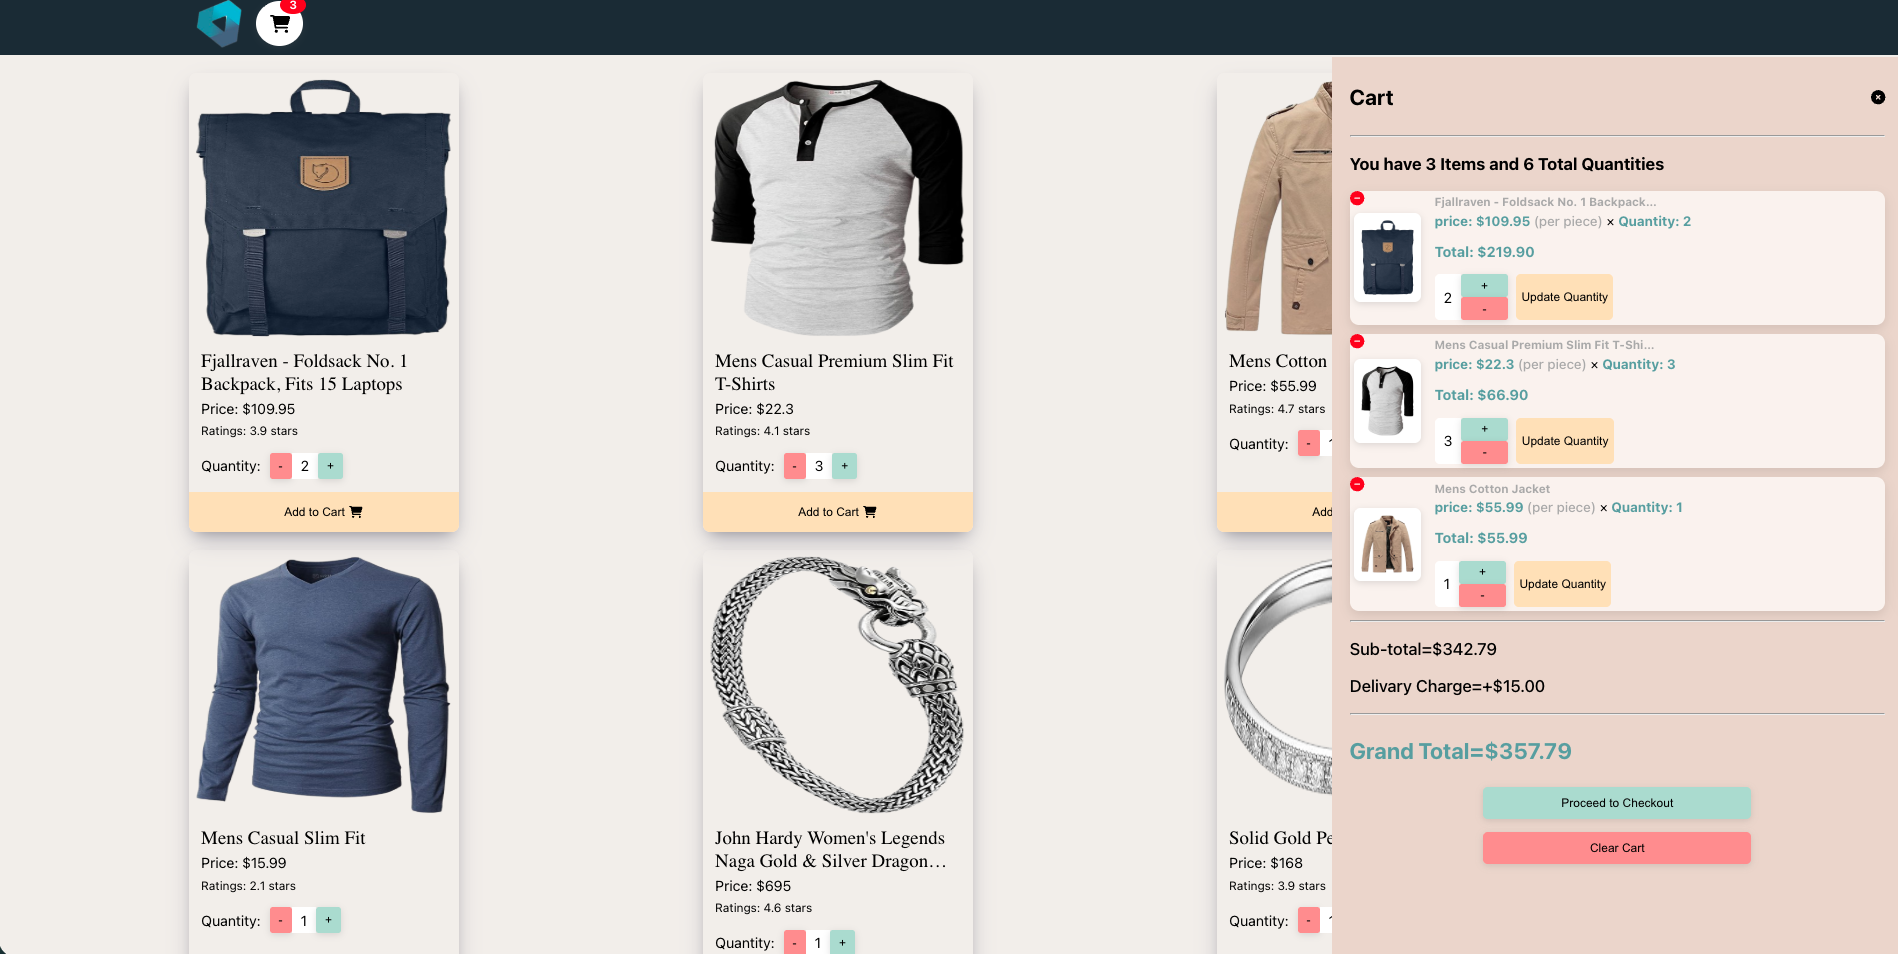 3
Fjallraven - Foldsack No. 1
Backpack, Fits 15 Laptops
Price: $109.95
Ratings: 3.9 stars
Quantity: - 2 +
Add to Cart
Mens Casual Premium Slim Fit
T-Shirts
Price: $22.3
Ratings: 4.1 stars
Quantity: - 3 +
Add to Cart
Mens Cotton
Price: $55.99
Ratings: 4.7 stars
Quantity: -
Add
Mens Casual Slim Fit
Price: $15.99
Ratings: 2.1 stars
Quantity: - 1 +
John Hardy Women's Legends
Naga Gold & Silver Dragon...
Price: $695
Ratings: 4.6 stars
Quantity: - 1 +
Solid Gold Pe
Price: $168
Ratings: 3.9 stars
Quantity: -
Cart
You have 3 Items and 6 Total Quantities
Fjallraven - Foldsack No. 1 Backpack...
price: $109.95 (per piece) × Quantity: 2
Total: $219.90
2 + - Update Quantity
Mens Casual Premium Slim Fit T-Shi...
price: $22.3 (per piece) × Quantity: 3
Total: $66.90
3 + - Update Quantity
Mens Cotton Jacket
price: $55.99 (per piece) × Quantity: 1
Total: $55.99
1 + - Update Quantity
Sub-total=$342.79
Delivary Charge=+$15.00
Grand Total=$357.79
Proceed to Checkout
Clear Cart